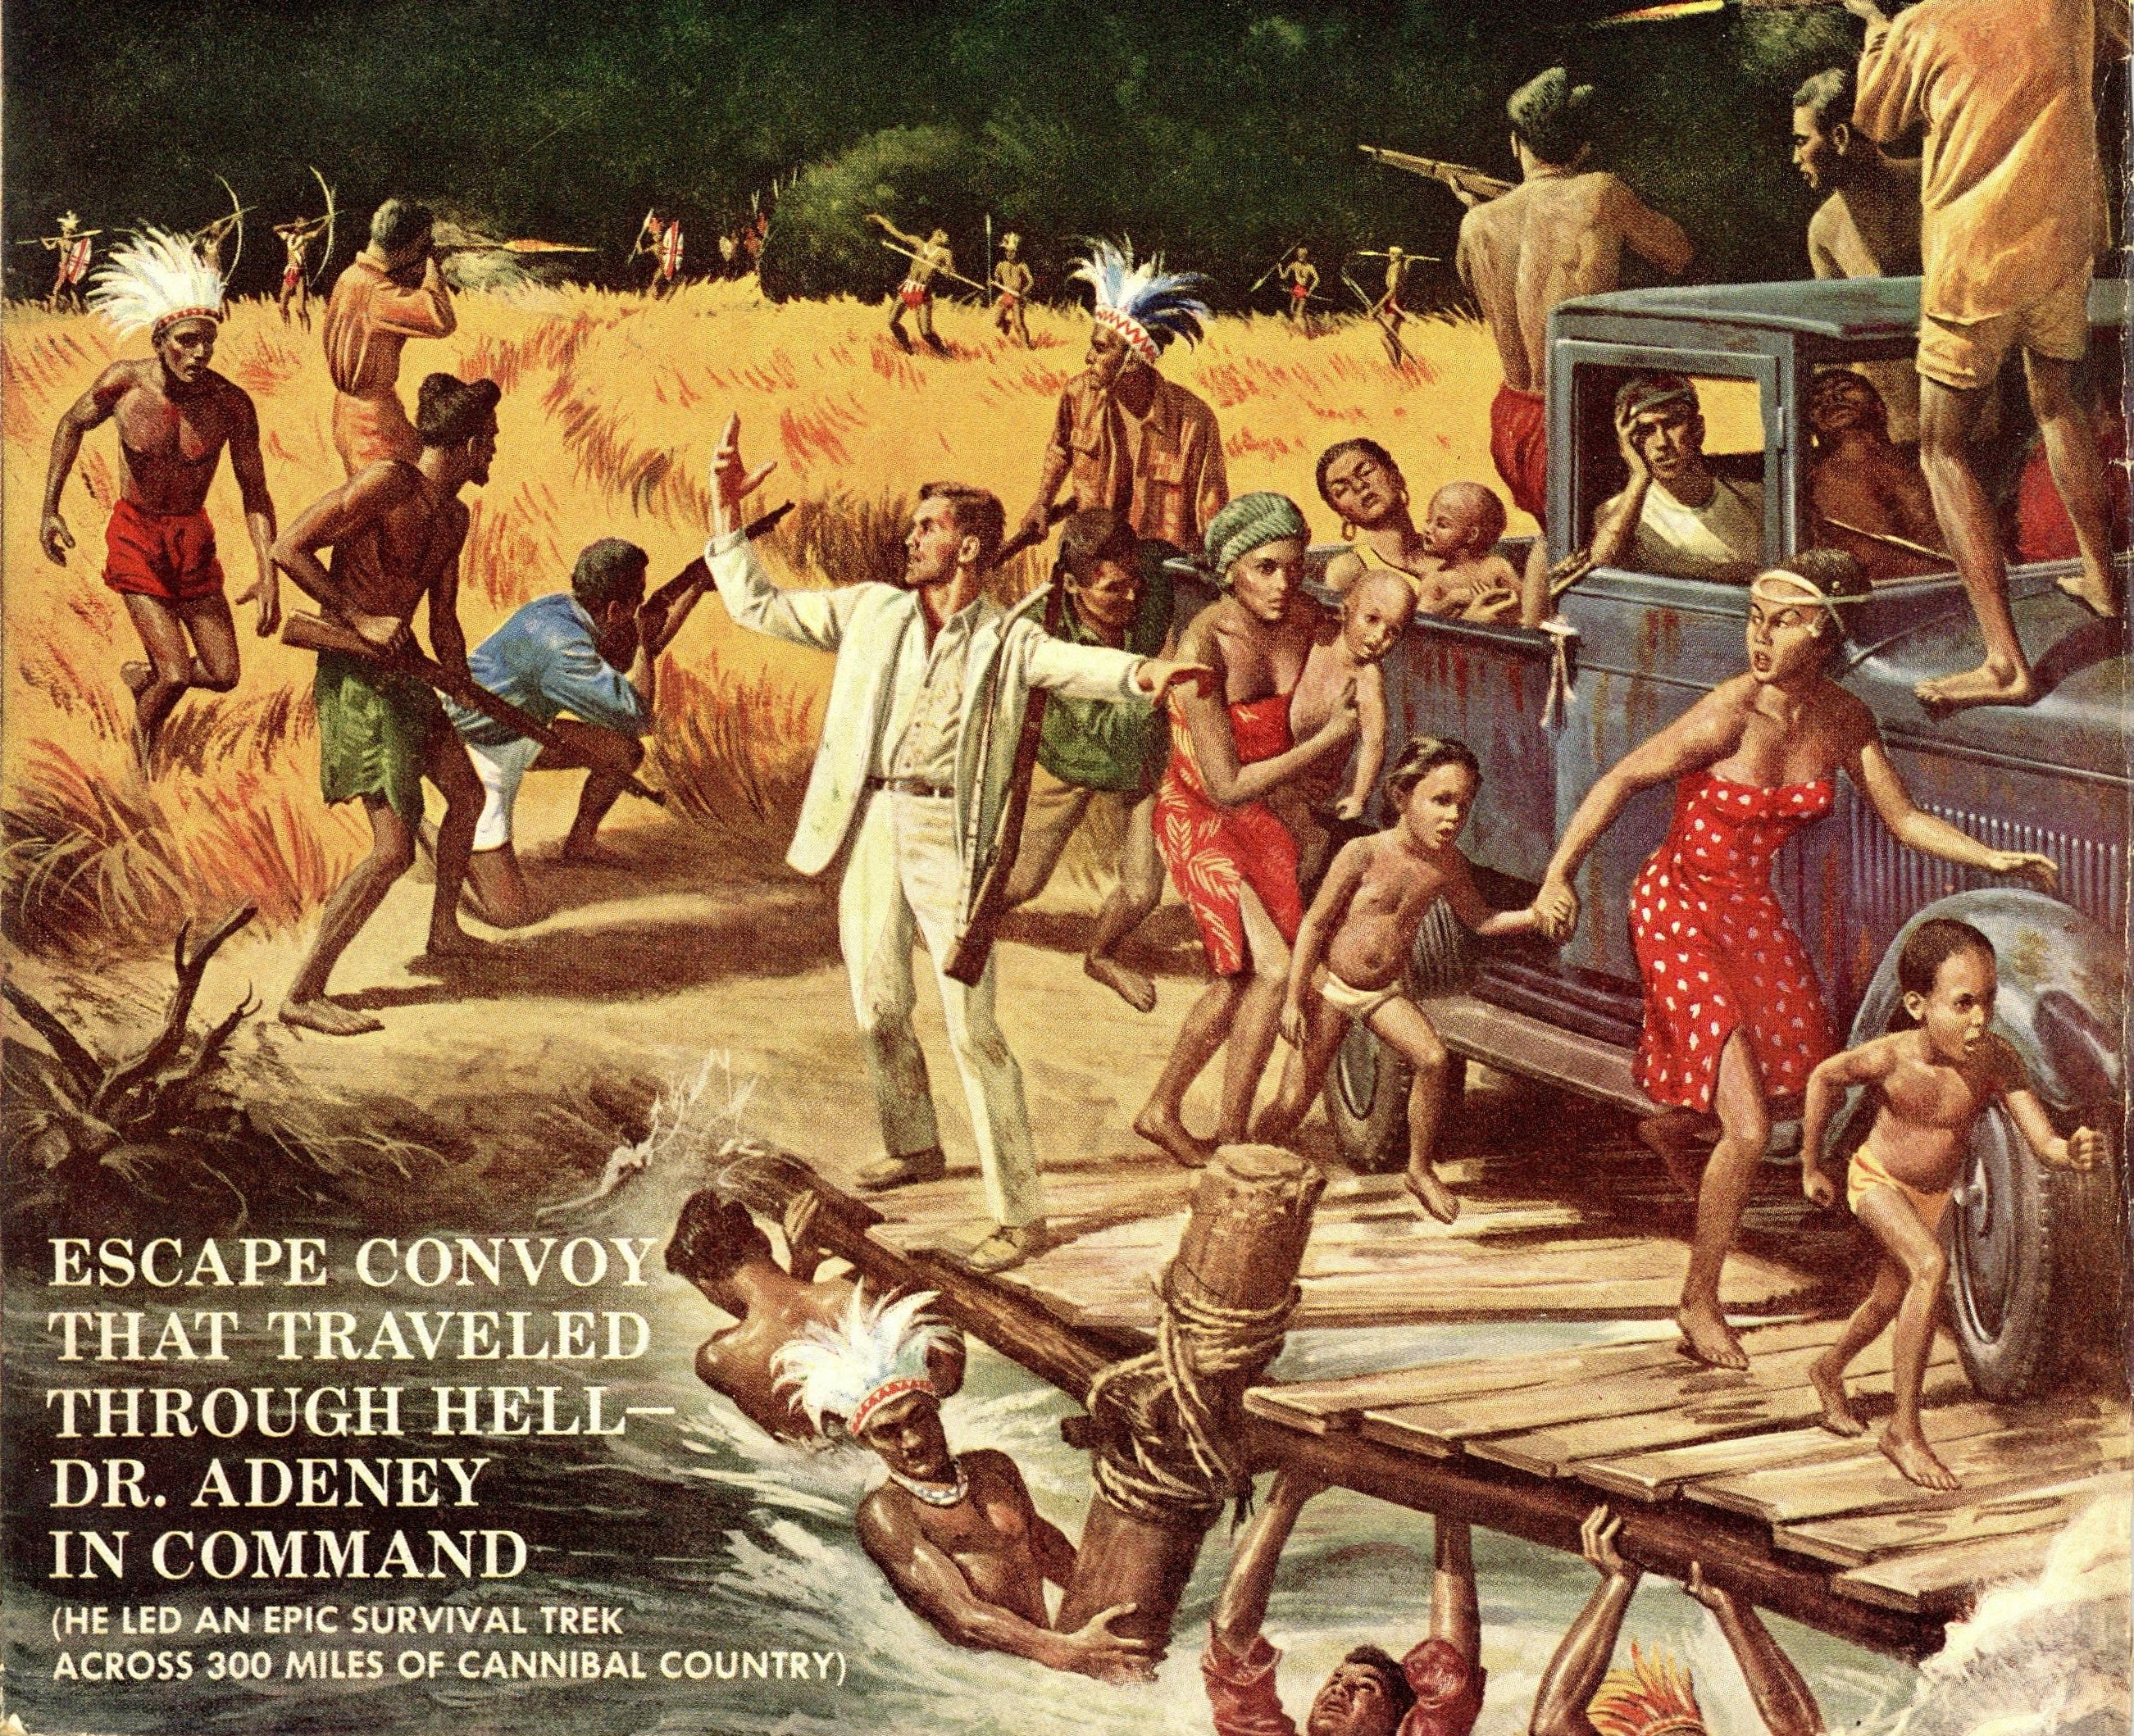 ESCAPE CONVOY
THAT TRAVELED
THROUGH HELL—
DR. ADENEY
IN COMMAND
(HE LED AN EPIC SURVIVAL TREK
ACROSS 300 MILES OF CANNIBAL COUNTRY)